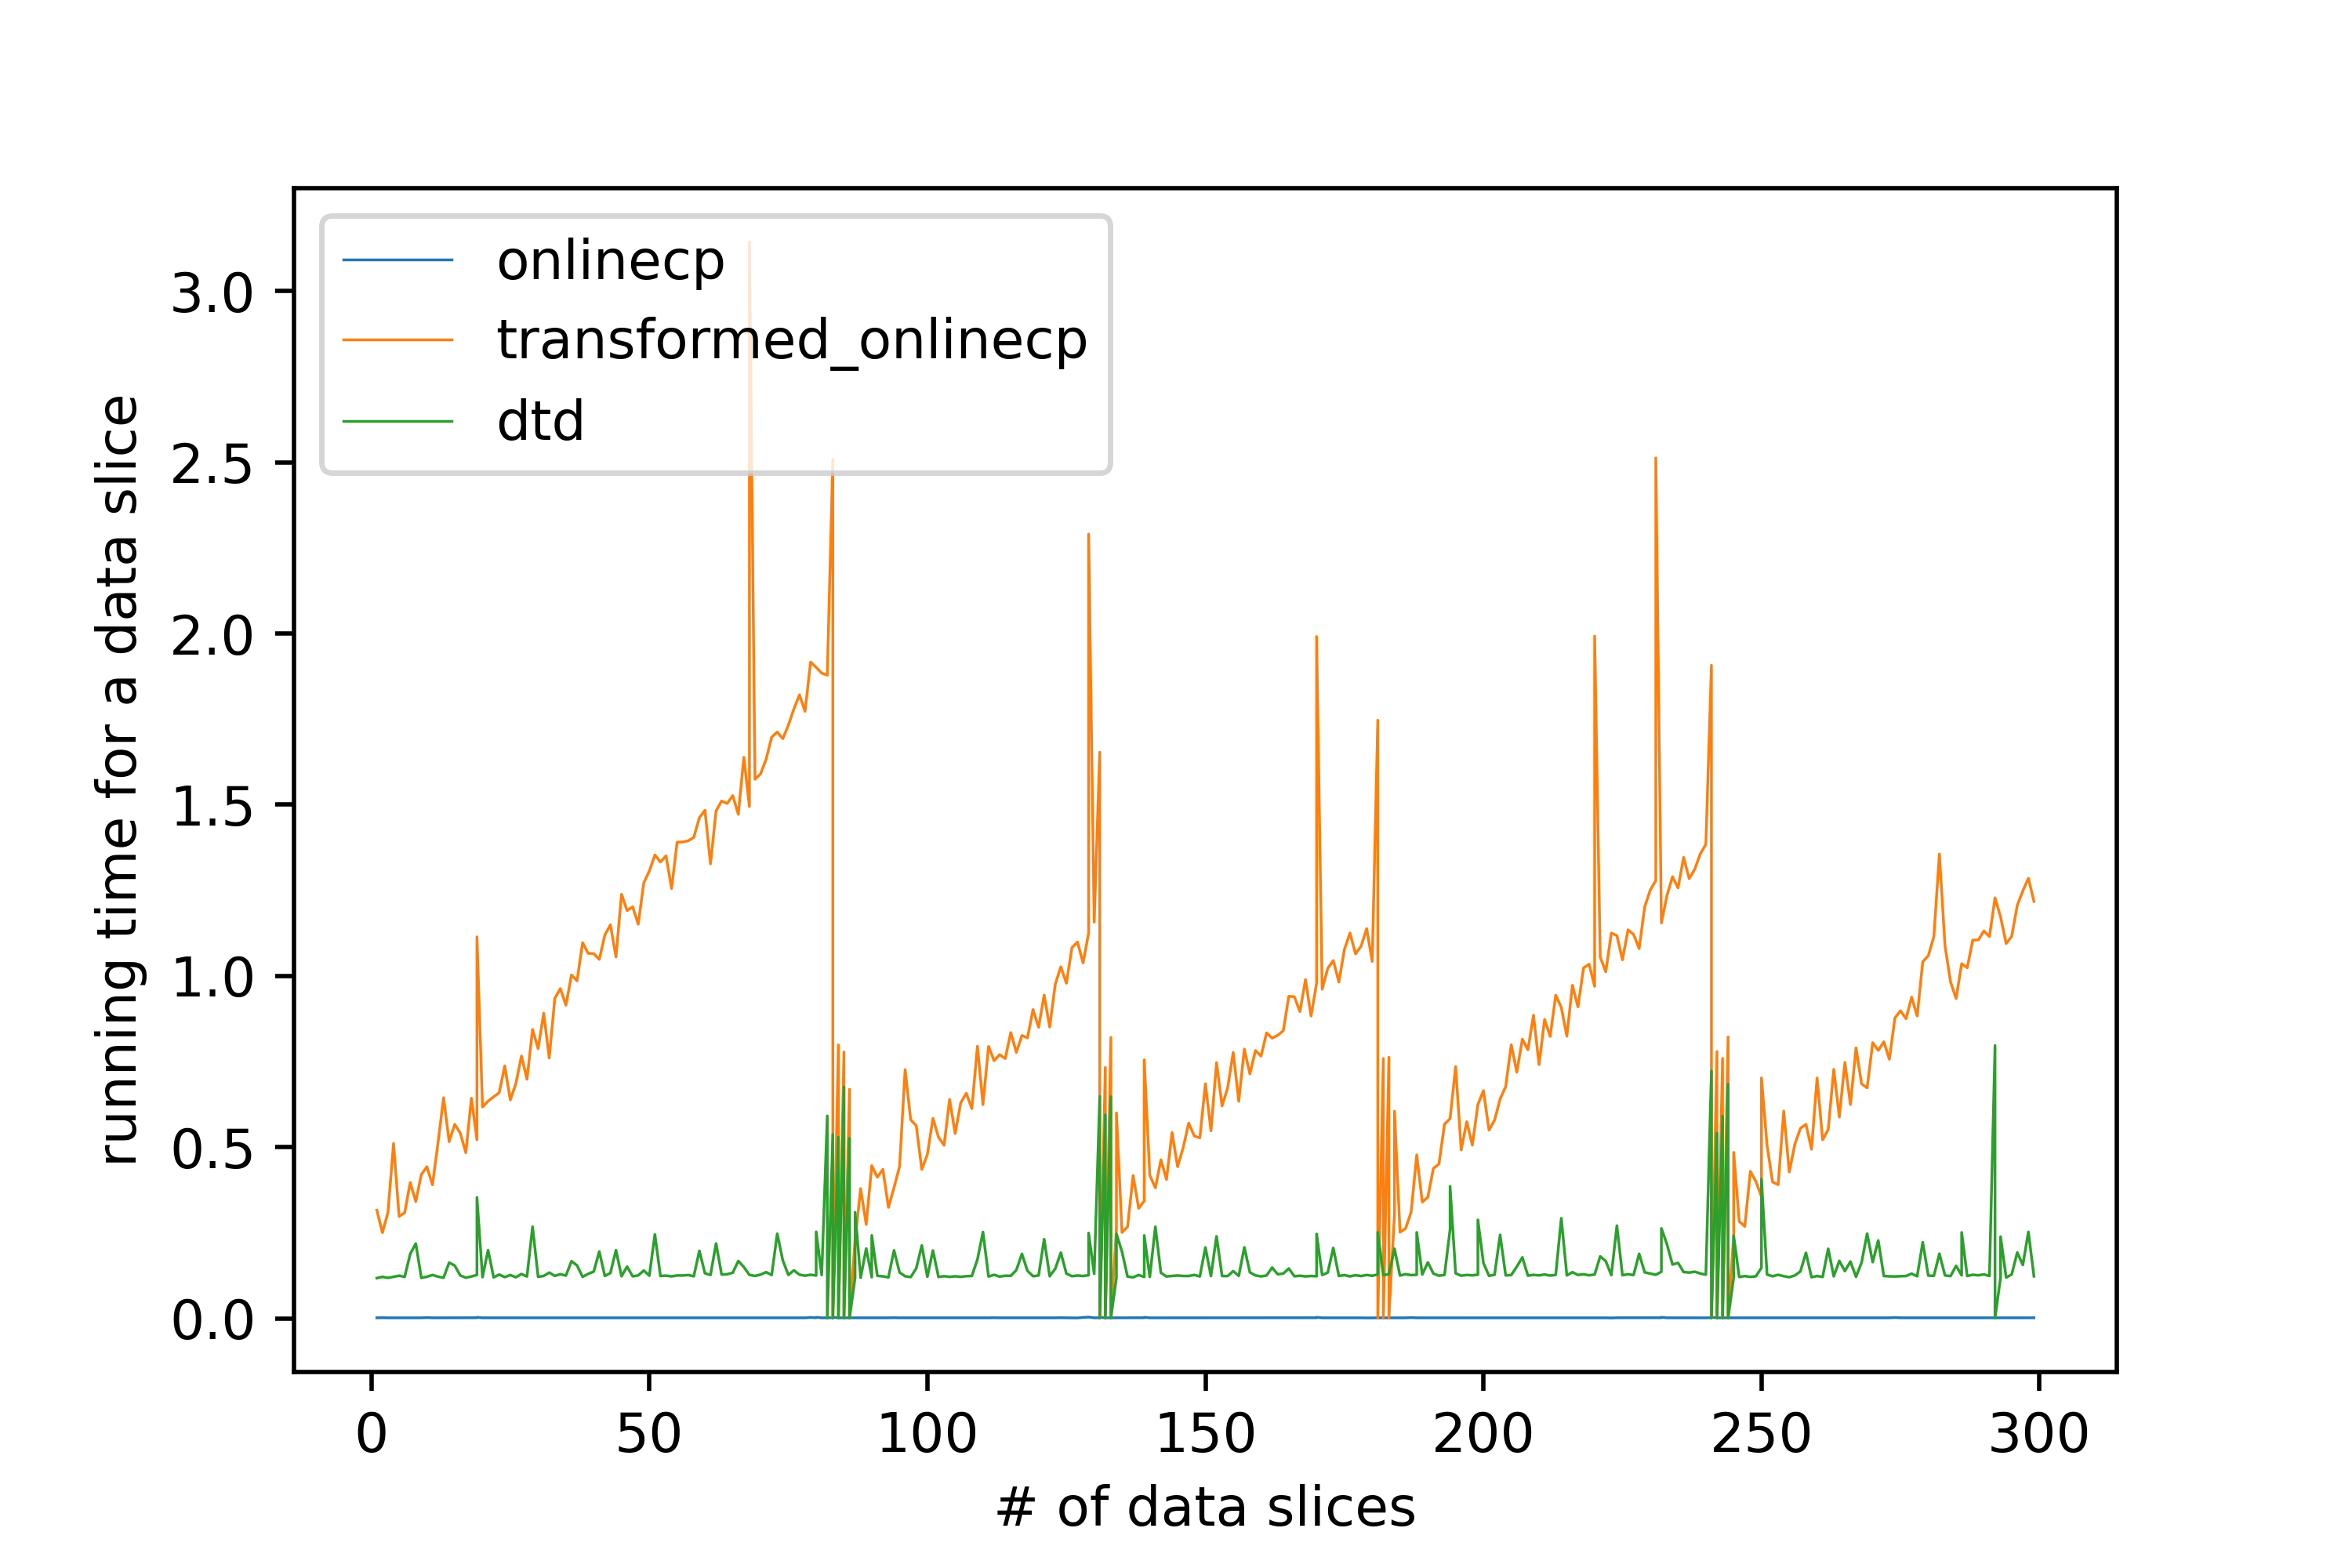 onlinecp
transformed_onlinecp
dtd
running time for a data slice
3.0
2.5
2.0
1.5
1.0
0.5
0.0
0 50 100 150 200 250 300
# of data slices